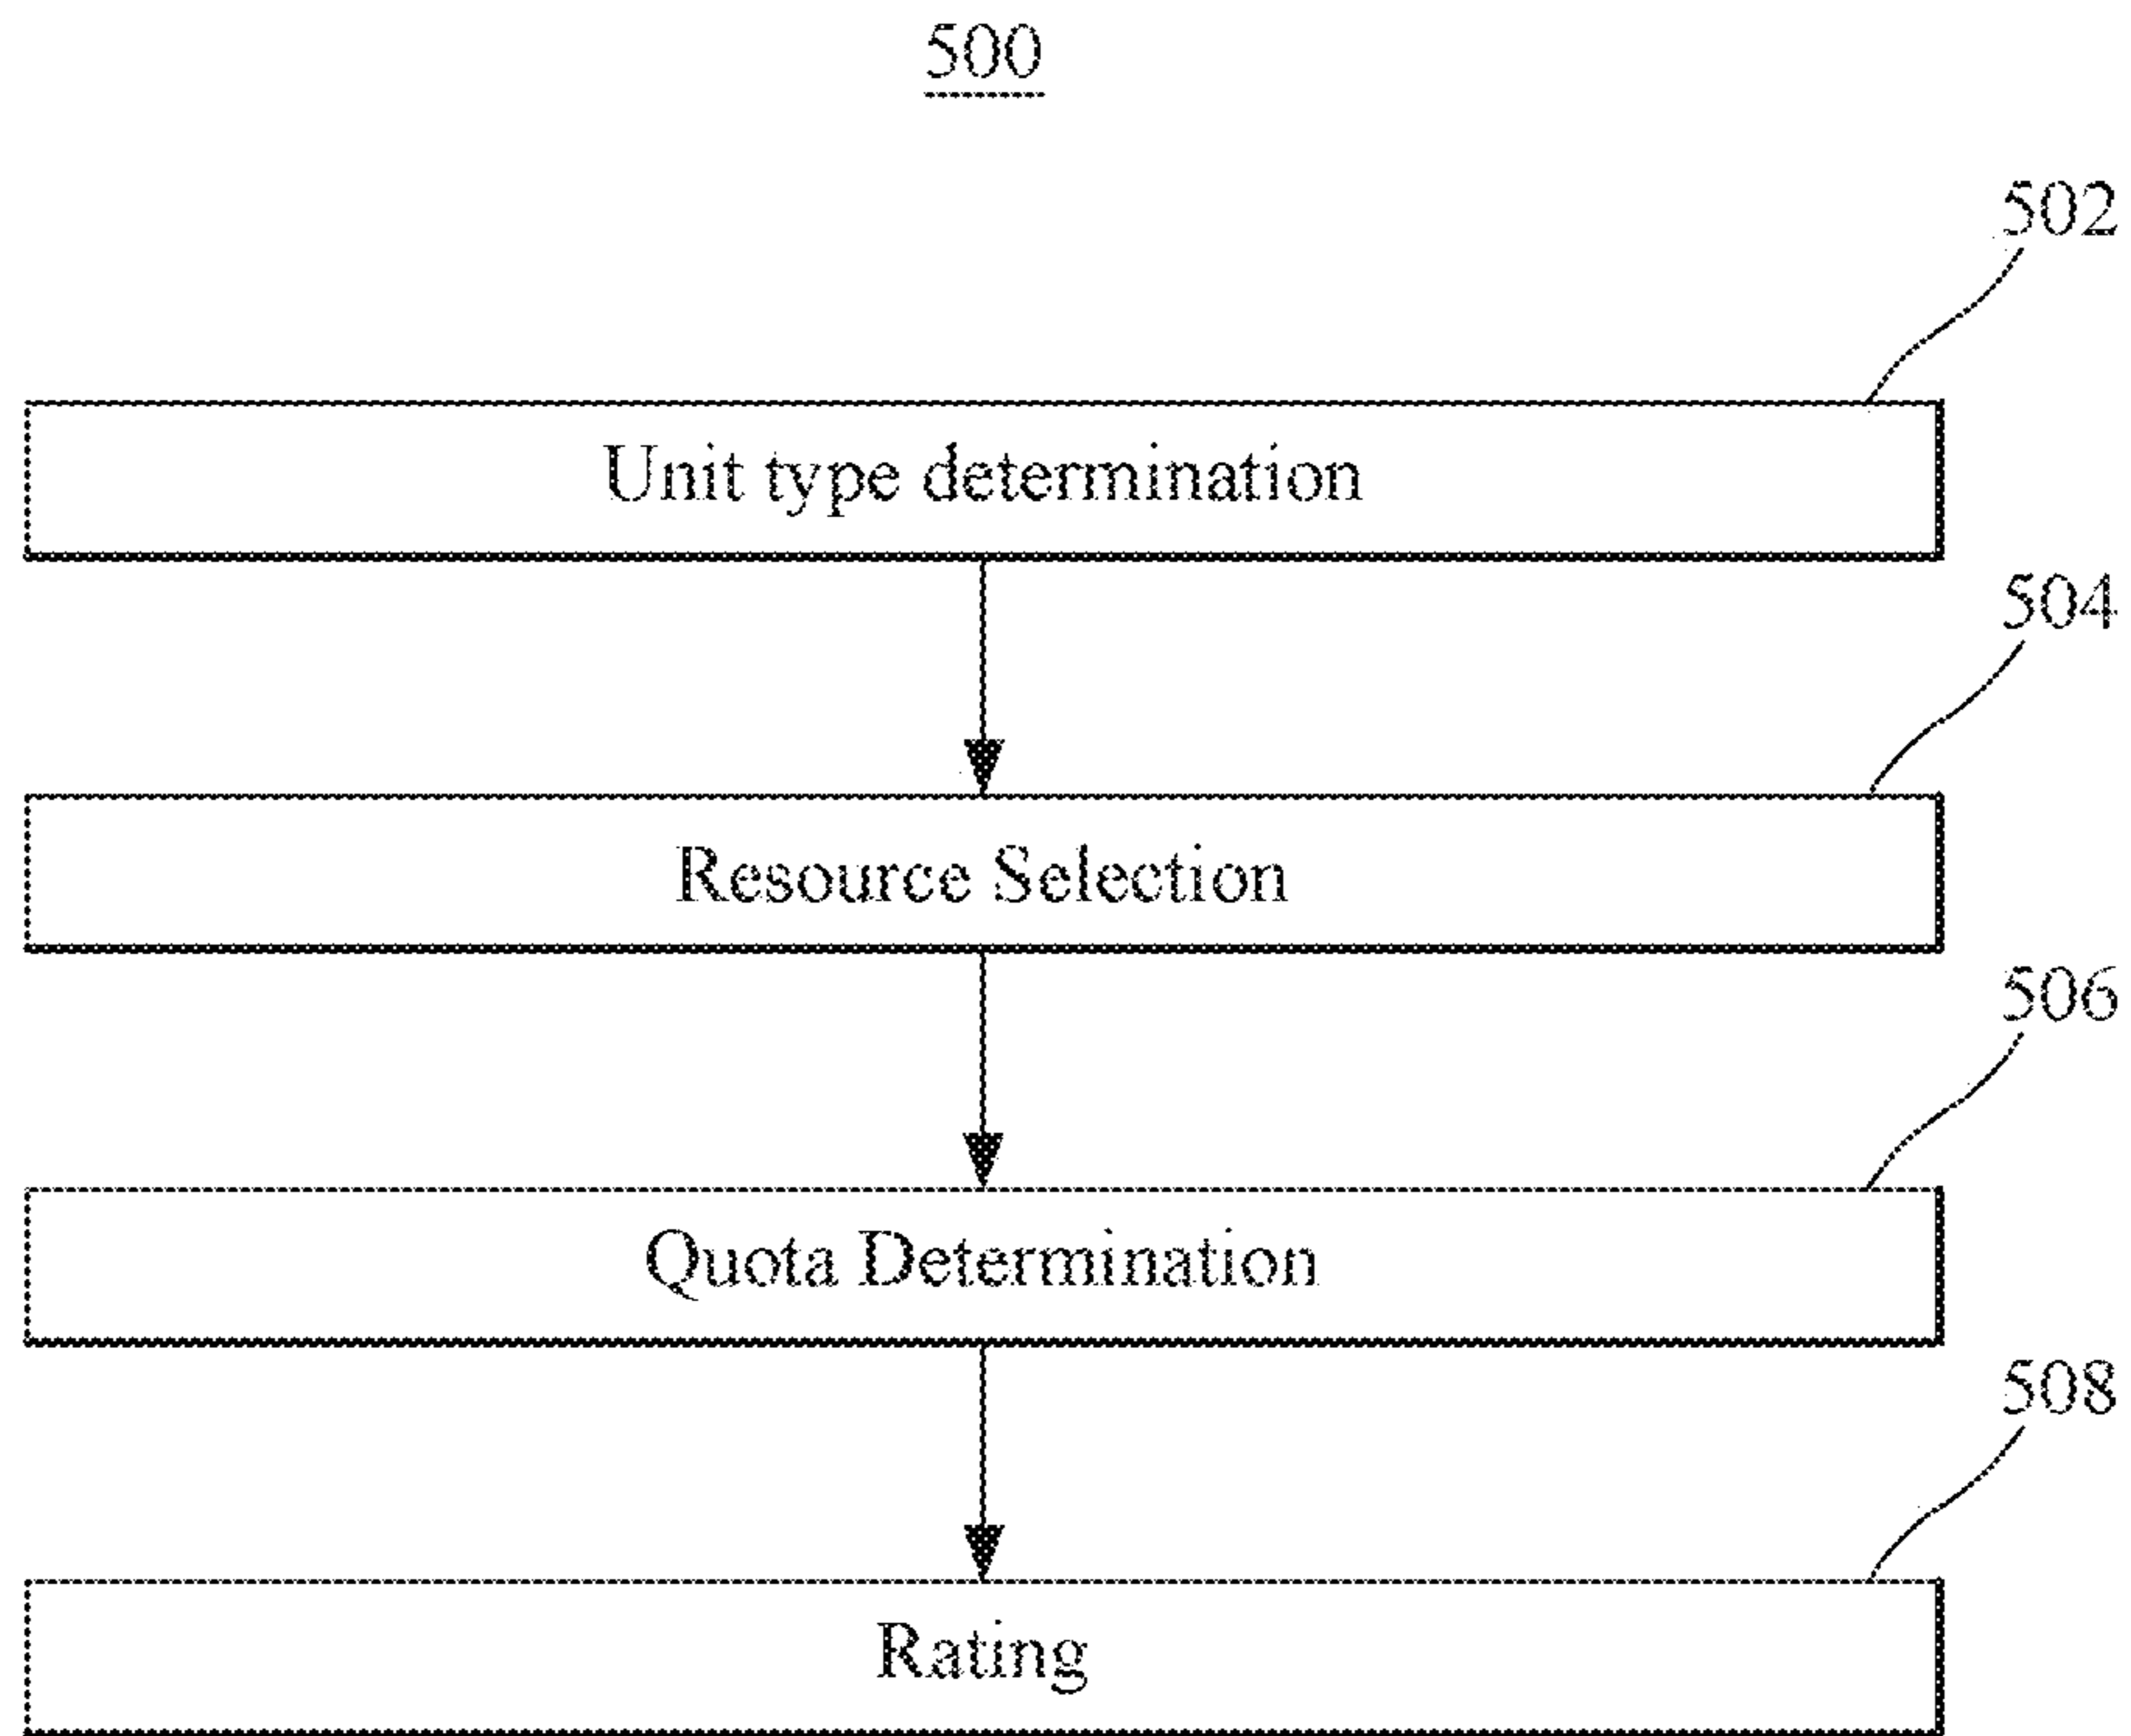 500
502
Unit type determination
504
Resource Selection
506
Quota Determination
508
Rating